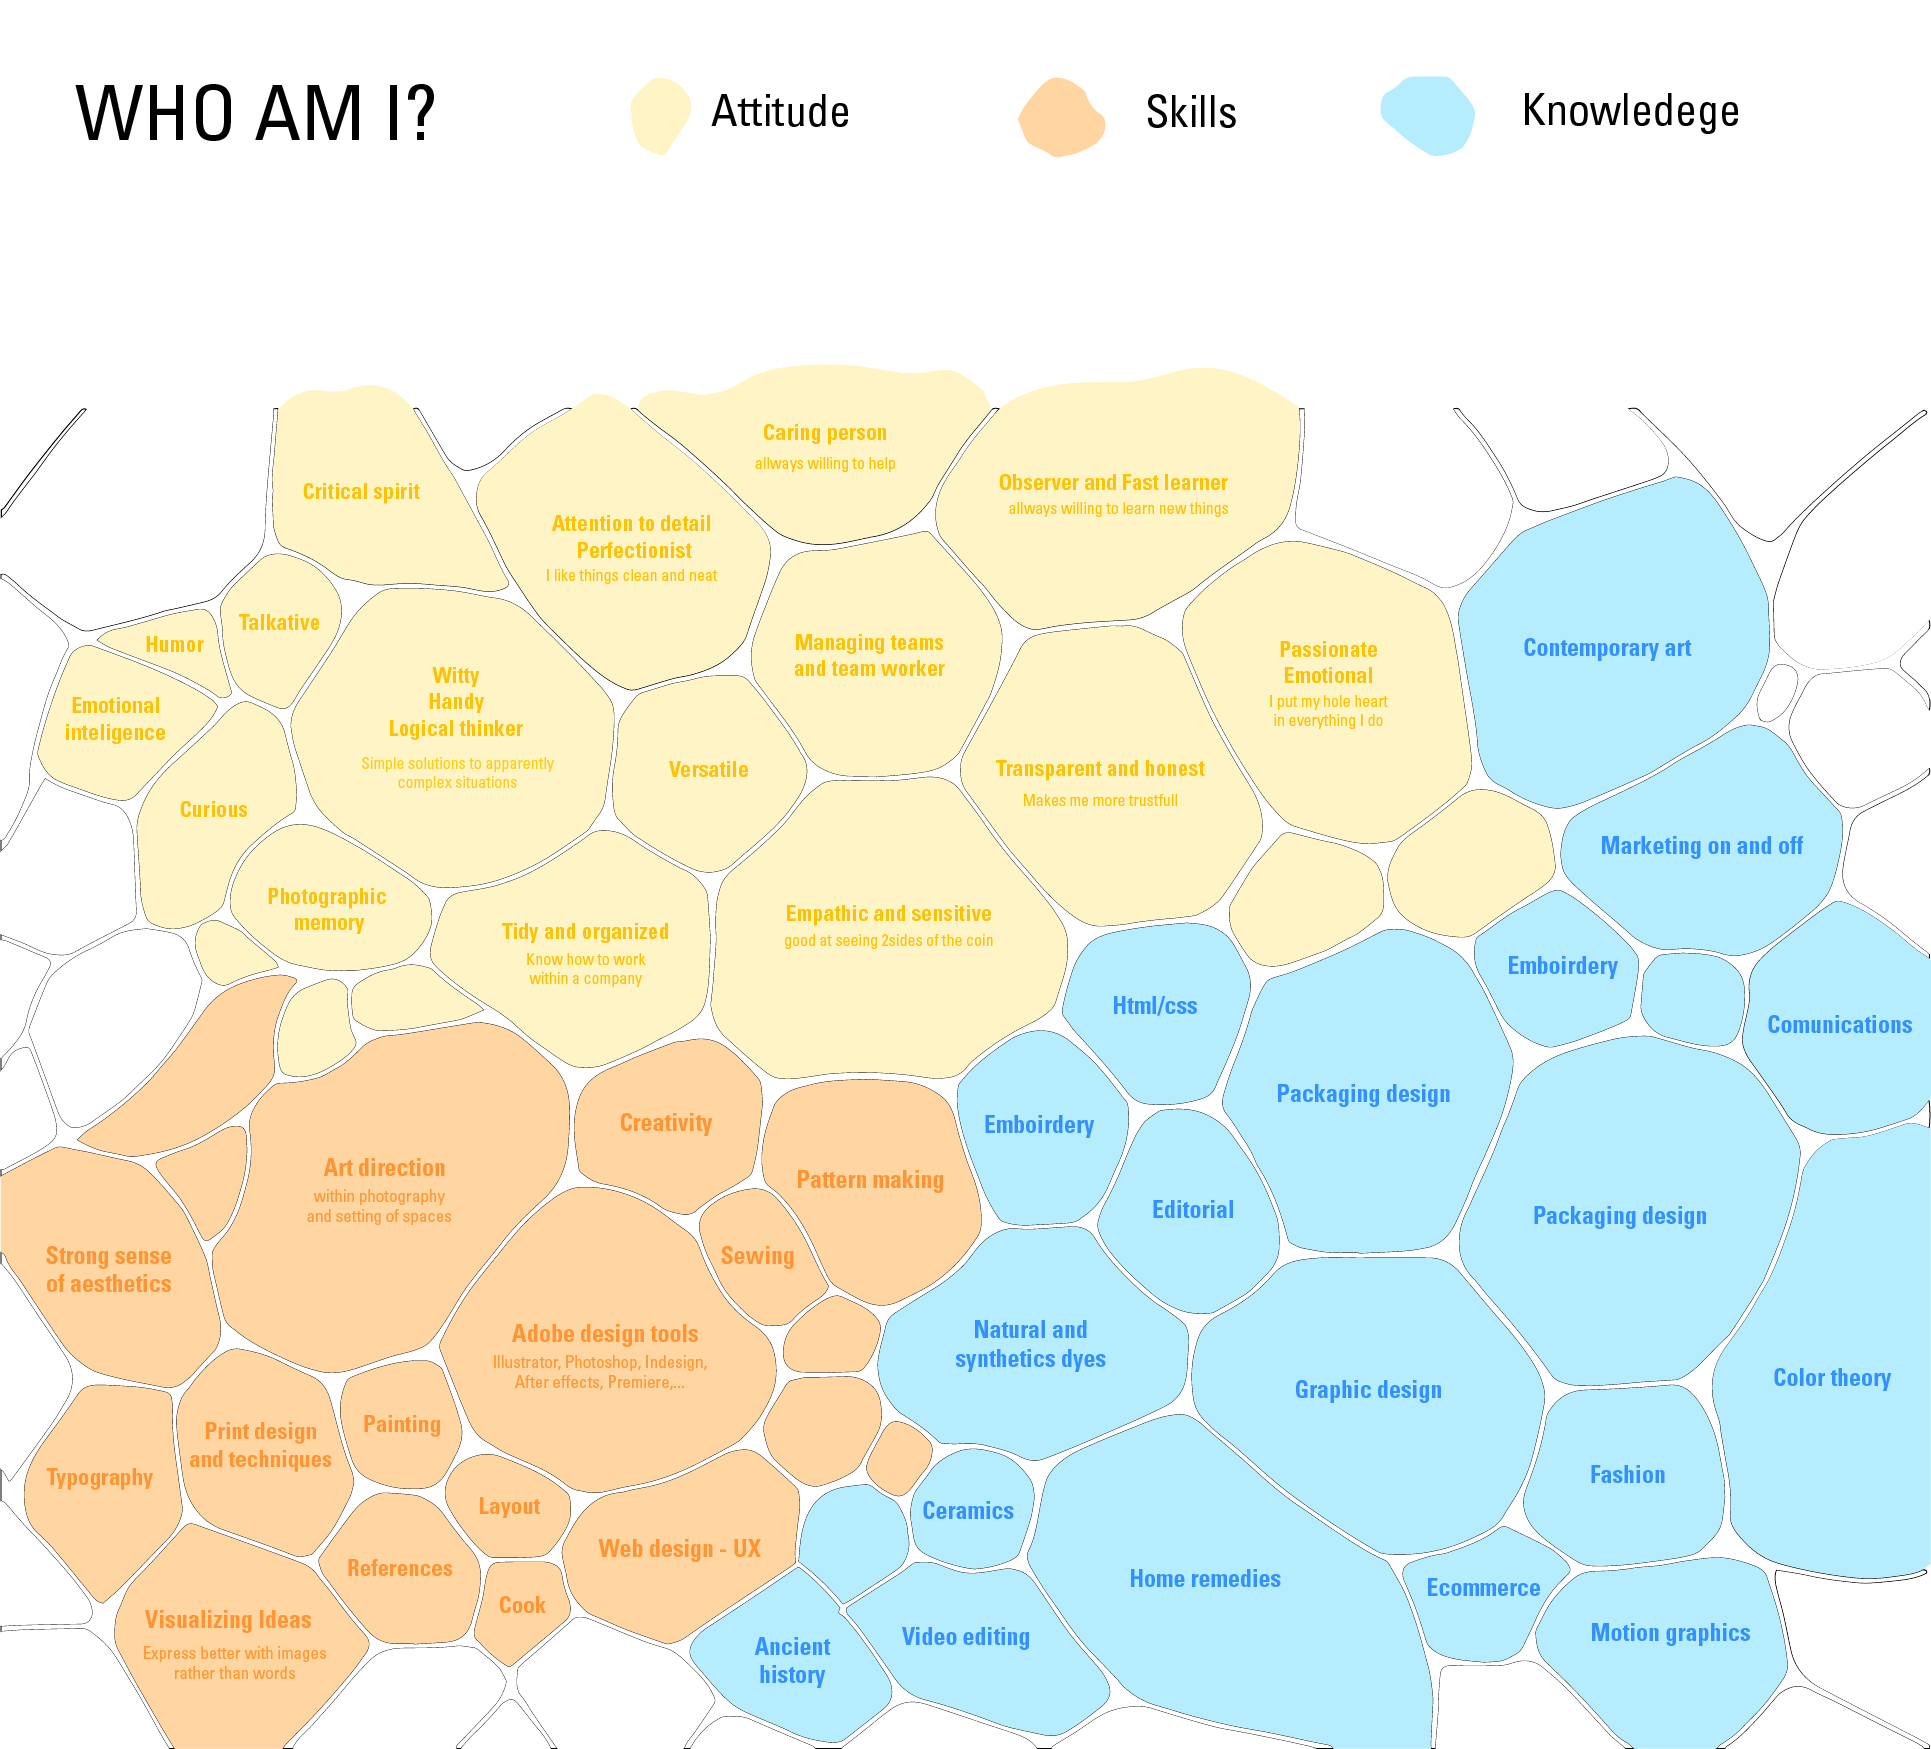 WHO AM I?
Attitude
Skills
Knowledege
Caring person
allways willing to help
Critical spirit
Observer and Fast learner
allways willing to learn new things
Attention to detail
Perfectionist
I like things clean and neat
Talkative
Humor
Managing teams
and team worker
Passionate
Emotional
I put my hole heart
in everything I do
Contemporary art
Emotional
inteligence
Witty
Handy
Logical thinker
Simple solutions to apparently
complex situations
Versatile
Transparent and honest
Makes me more trustfull
Curious
Marketing on and off
Photographic
memory
Tidy and organized
Know how to work
within a company
Empathic and sensitive
good at seeing 2sides of the coin
Emboirdery
Html/css
Comunications
Packaging design
Creativity
Emboirdery
Art direction
within photography
and setting of spaces
Pattern making
Editorial
Packaging design
Strong sense
of aesthetics
Sewing
Adobe design tools
Illustrator, Photoshop, Indesign,
After effects, Premiere,...
Natural and
synthetics dyes
Graphic design
Color theory
Print design
and techniques
Painting
Typography
Layout
Ceramics
Fashion
References
Web design - UX
Home remedies
Ecommerce
Cook
Visualizing Ideas
Express better with images
rather than words
Ancient
history
Video editing
Motion graphics